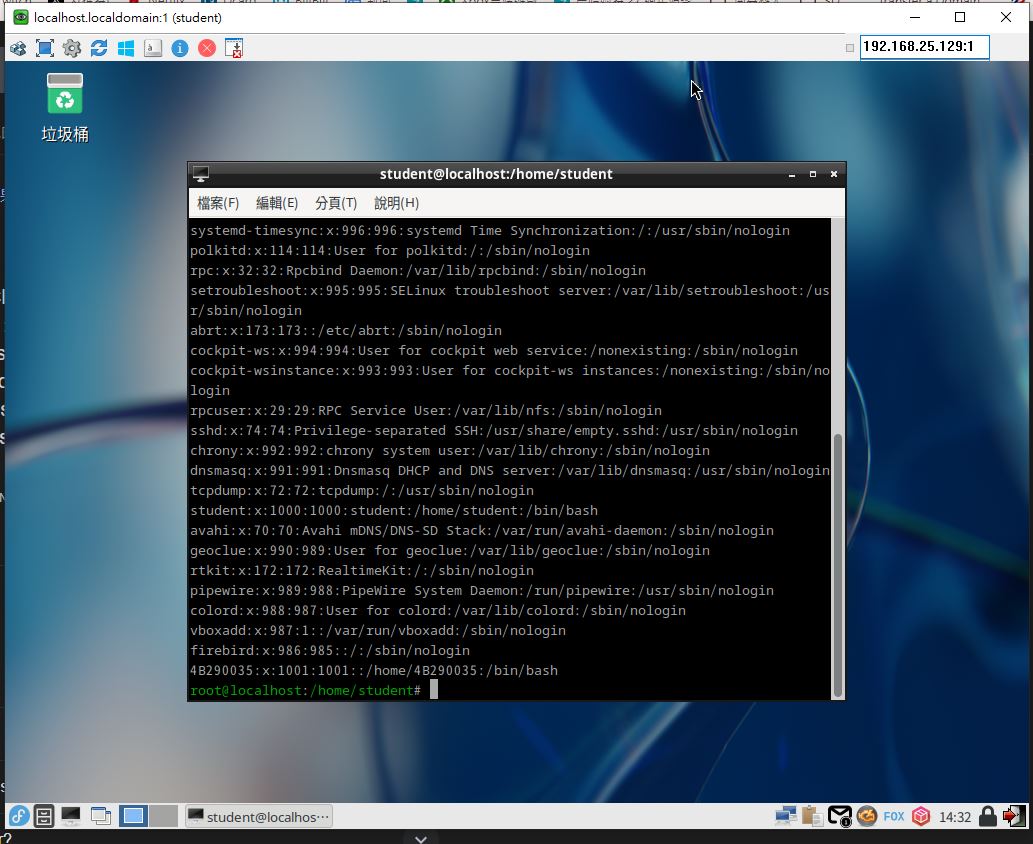 localhost.localdomain:1 (student)
192.168.25.129:1
垃圾桶
student@localhost:/home/student
檔案(F) 編輯(E) 分頁(T) 說明(H)
systemd-timesync:x:996:996:systemd Time Synchronization:/:/usr/sbin/nologin
polkitd:x:114:114:User for polkitd:/:/sbin/nologin
rpc:x:32:32:Rpcbind Daemon:/var/lib/rpcbind:/sbin/nologin
setroubleshoot:x:995:995:SELinux troubleshoot server:/var/lib/setroubleshoot:/us
r/sbin/nologin
abrt:x:173:173::/etc/abrt:/sbin/nologin
cockpit-ws:x:994:994:User for cockpit web service:/nonexisting:/sbin/nologin
cockpit-wsinstance:x:993:993:User for cockpit-ws instances:/nonexisting:/sbin/no
login
rpcuser:x:29:29:RPC Service User:/var/lib/nfs:/sbin/nologin
sshd:x:74:74:Privilege-separated SSH:/usr/share/empty.sshd:/usr/sbin/nologin
chrony:x:992:992:chrony system user:/var/lib/chrony:/sbin/nologin
dnsmasq:x:991:991:Dnsmasq DHCP and DNS server:/var/lib/dnsmasq:/usr/sbin/nologin
tcpdump:x:72:72:tcpdump:/:/usr/sbin/nologin
student:x:1000:1000:student:/home/student:/bin/bash
avahi:x:70:70:Avahi mDNS/DNS-SD Stack:/var/run/avahi-daemon:/sbin/nologin
geoclue:x:990:989:User for geoclue:/var/lib/geoclue:/sbin/nologin
rtkit:x:172:172:RealtimeKit:/:/sbin/nologin
pipewire:x:989:988:PipeWire System Daemon:/run/pipewire:/usr/sbin/nologin
colord:x:988:987:User for colord:/var/lib/colord:/sbin/nologin
vboxadd:x:987:1::/var/run/vboxadd:/sbin/nologin
firebird:x:986:985::/:/sbin/nologin
4B290035:x:1001:1001::/home/4B290035:/bin/bash
root@localhost:/home/student#
student@localhos⋯ FOX 14:32